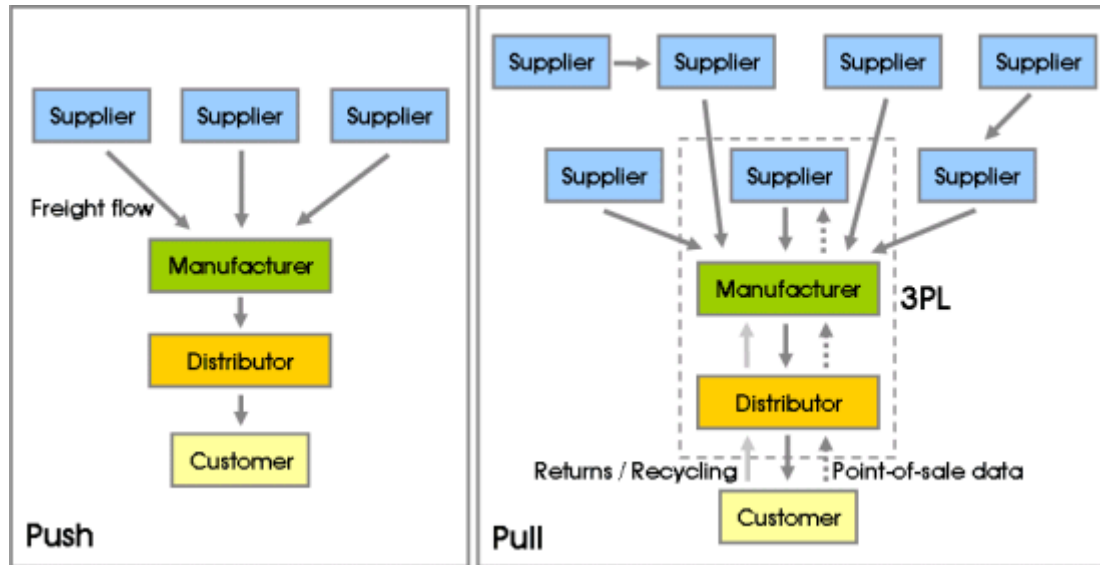 Supplier
Supplier
Supplier
Freight flow
Manufacturer
Distributor
Customer
Push
Supplier
Supplier
Supplier
Supplier
Supplier
Supplier
Supplier
Manufacturer
3PL
Distributor
Returns / Recycling
Point-of-sale data
Customer
Pull